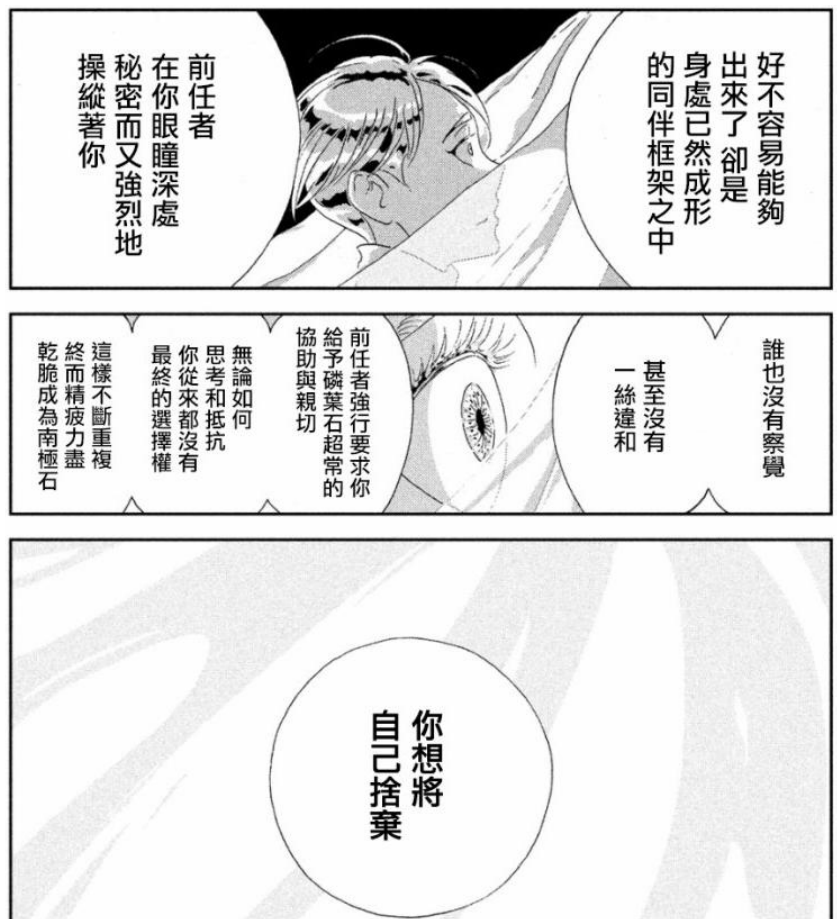 好不容易能夠
出來了 卻是
身處已然成形
的同伴框架之中
前任者
在你眼瞳深處
秘密而又強烈地
操縱著你
誰也沒有察覺
甚至沒有
一絲違和
前任者強行要求你
給予磷葉石超常的
協助與親切
無論如何
思考和抵抗
你從來都沒有
最終的選擇權
這樣不斷重複
終而精疲力盡
乾脆成為南極石
你想將
自己捨棄